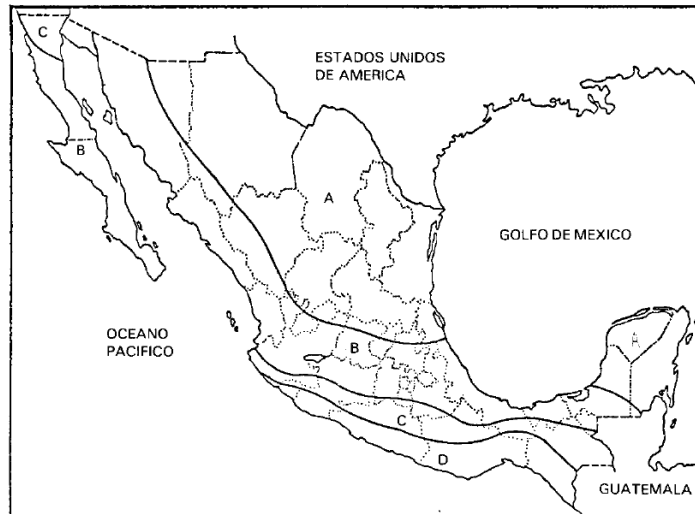 C
ESTADOS UNIDOS
DE AMERICA
B
A
GOLFO DE MEXICO
OCEANO
PACIFICO
B
A
C
D
GUATEMALA